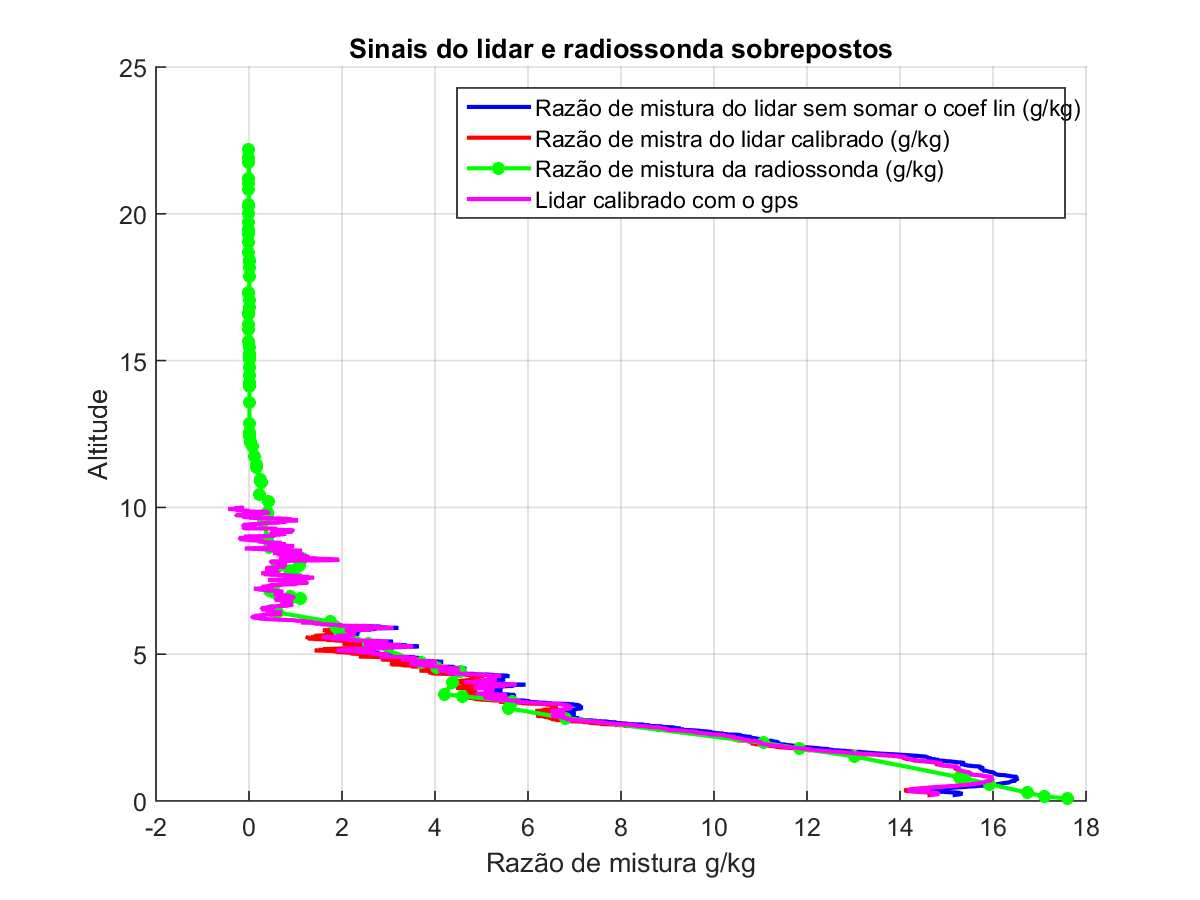 Sinais do lidar e radiossonda sobrepostos
25
20
15
10
5
0
Altitude
Razão de mistura do lidar sem somar o coef lin (g/kg)
Razão de mistra do lidar calibrado (g/kg)
Razão de mistura da radiossonda (g/kg)
Lidar calibrado com o gps
-2 0 2 4 6 8 10 12 14 16 18
Razão de mistura g/kg